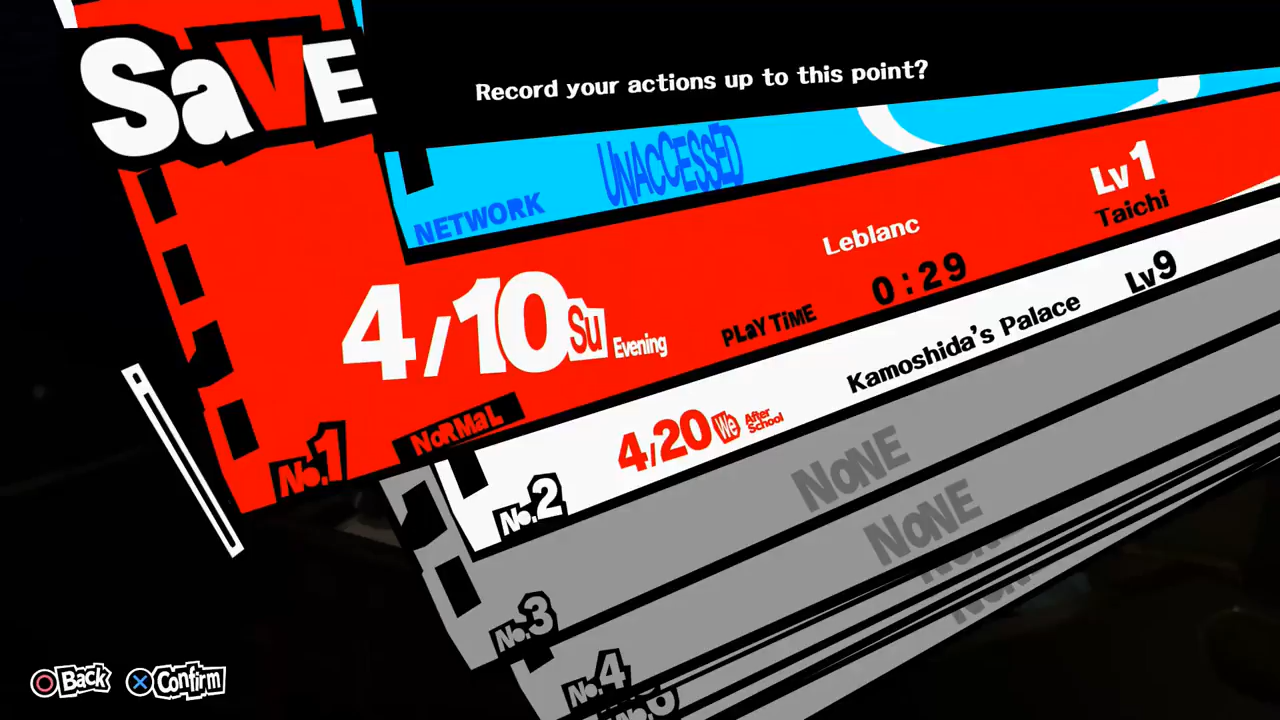 SaVE
Record your actions up to this point?
NETWORK
UNACCESSED
No.1
4/10 Su Evening
NORMaL
Leblanc
PLaY TiME 0:29
Lv1
Taichi
No.2
4/20 We After School
Kamoshida's Palace
Lv9
No.3
NoNE
No.4
NoNE
Back
Confirm